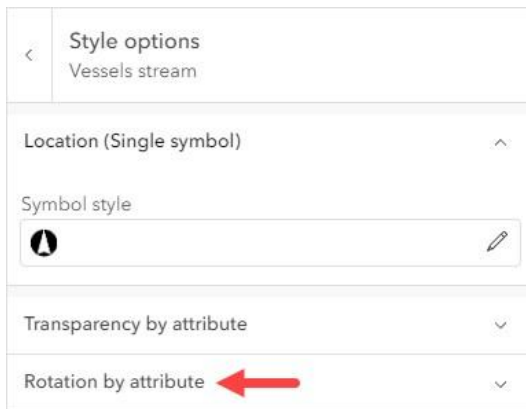 Style options
Vessels stream
Location (Single symbol)
Symbol style
Transparency by attribute
Rotation by attribute